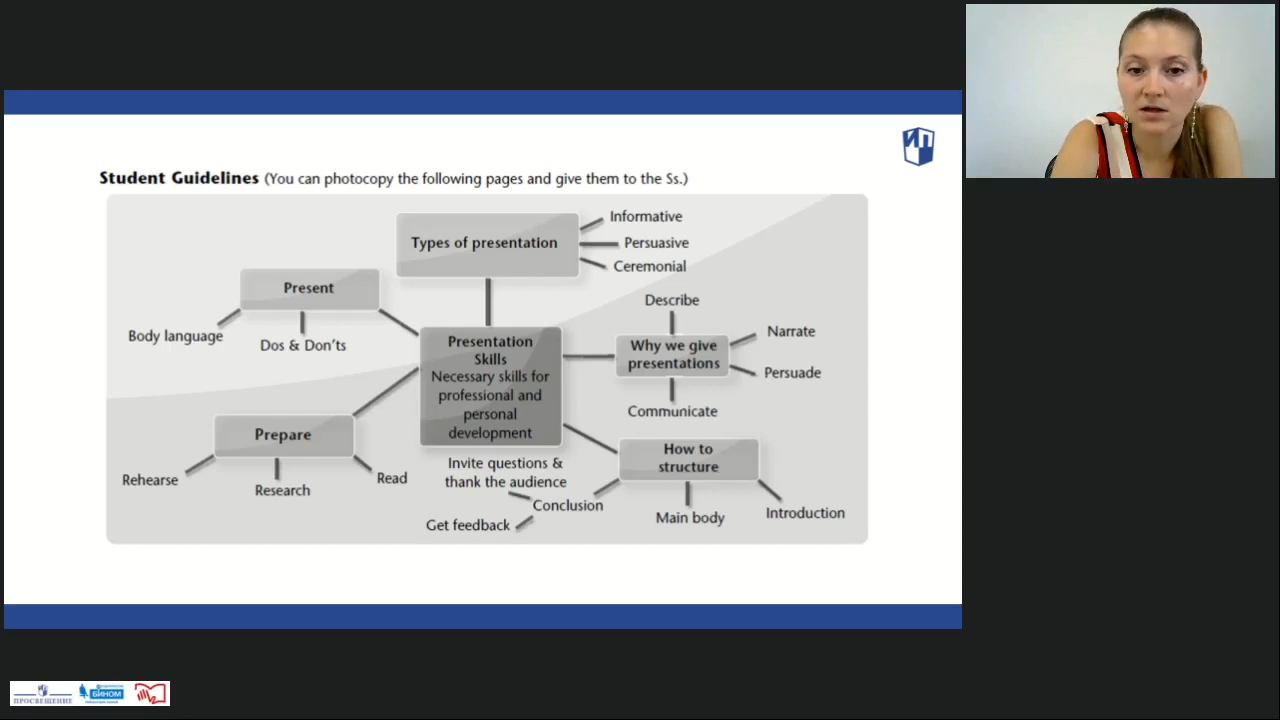 ИП
Student Guidelines (You can photocopy the following pages and give them to the Ss.)
Types of presentation
Informative
Persuasive
Ceremonial
Present
Body language
Dos & Don'ts
Presentation
Skills
Necessary skills for
professional and
personal
development
Describe
Why we give
presentations
Narrate
Persuade
Communicate
Prepare
Rehearse
Research
Read
How to
structure
Invite questions &
thank the audience
Conclusion
Get feedback
Main body
Introduction
ПРОСВЕЩЕНИЕ
БИНОМ